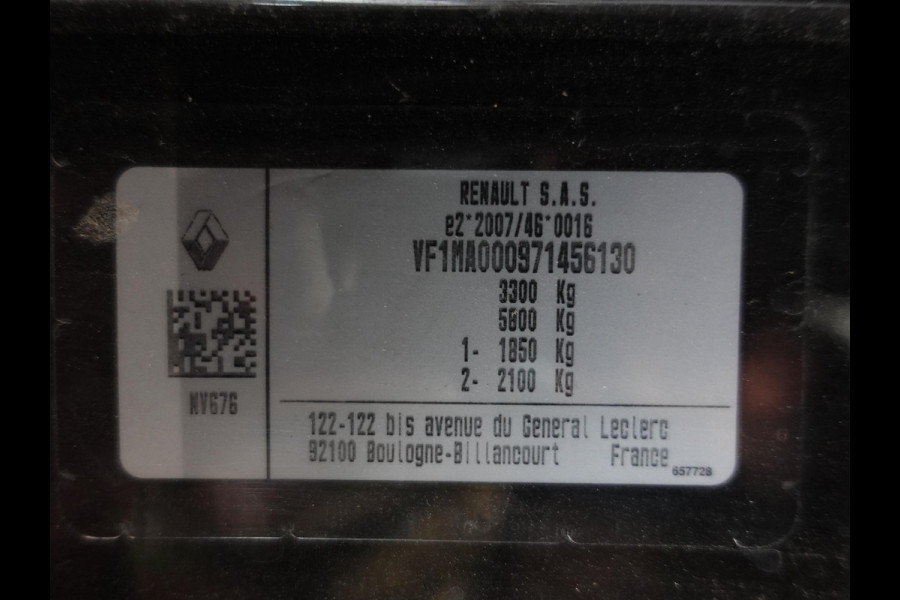 RENAULT S.A.S.
e2*2007/46*0016
VF1MA000971456130
3300 Kg
5800 Kg
1- 1850 Kg
2- 2100 Kg
NV676
122-122 bis avenue du General Leclerc
92100 Boulogne-Billancourt France
657728